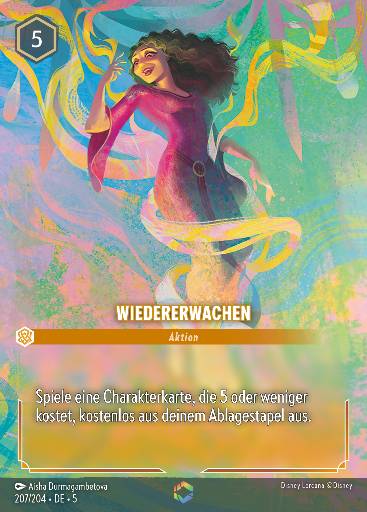 5
WIEDERERWACHEN
Aktion
Spiele eine Charakterkarte, die 5 oder weniger
kostet, kostenlos aus deinem Ablagestapel aus.
Aisha Durmagambetova
Disney Lorcana ©Disney
207/204 • DE • 5